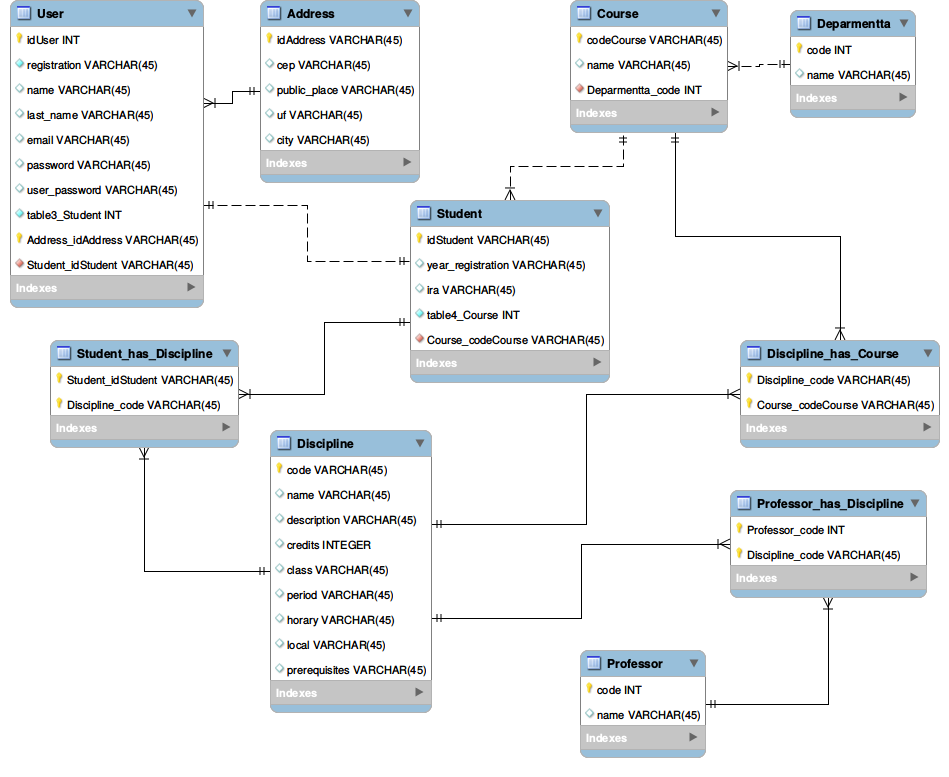 User
idUser INT
registration VARCHAR(45)
name VARCHAR(45)
last_name VARCHAR(45)
email VARCHAR(45)
password VARCHAR(45)
user_password VARCHAR(45)
table3_Student INT
Address_idAddress VARCHAR(45)
Student_idStudent VARCHAR(45)
Indexes
Address
idAddress VARCHAR(45)
cep VARCHAR(45)
public_place VARCHAR(45)
uf VARCHAR(45)
city VARCHAR(45)
Indexes
Course
codeCourse VARCHAR(45)
name VARCHAR(45)
Deparmentta_code INT
Indexes
Deparmentta
code INT
name VARCHAR(45)
Indexes
Student
idStudent VARCHAR(45)
year_registration VARCHAR(45)
ira VARCHAR(45)
table4_Course INT
Course_codeCourse VARCHAR(45)
Indexes
Student_has_Discipline
Student_idStudent VARCHAR(45)
Discipline_code VARCHAR(45)
Indexes
Discipline_has_Course
Discipline_code VARCHAR(45)
Course_codeCourse VARCHAR(45)
Indexes
Discipline
code VARCHAR(45)
name VARCHAR(45)
description VARCHAR(45)
credits INTEGER
class VARCHAR(45)
period VARCHAR(45)
horary VARCHAR(45)
local VARCHAR(45)
prerequisites VARCHAR(45)
Indexes
Professor_has_Discipline
Professor_code INT
Discipline_code VARCHAR(45)
Indexes
Professor
code INT
name VARCHAR(45)
Indexes